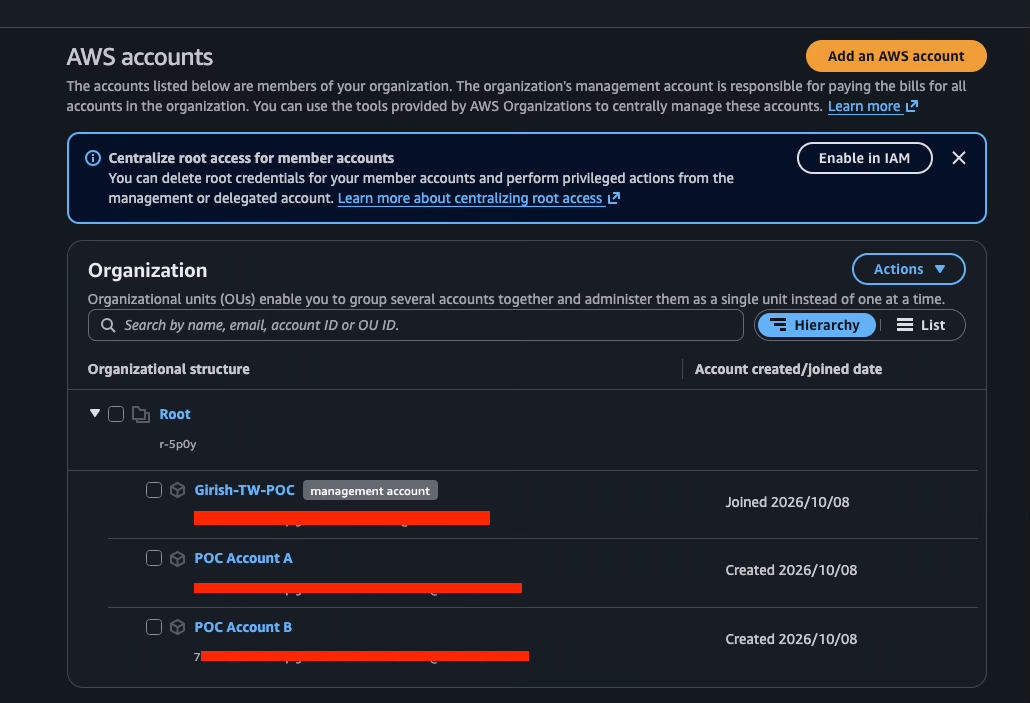 AWS accounts
Add an AWS account
The accounts listed below are members of your organization. The organization's management account is responsible for paying the bills for all
accounts in the organization. You can use the tools provided by AWS Organizations to centrally manage these accounts. Learn more
Centralize root access for member accounts
Enable in IAM
You can delete root credentials for your member accounts and perform privileged actions from the
management or delegated account. Learn more about centralizing root access
Organization
Actions
Organizational units (OUs) enable you to group several accounts together and administer them as a single unit instead of one at a time.
Search by name, email, account ID or OU ID.
Hierarchy
List
Organizational structure
Account created/joined date
Root
r-5p0y
Girish-TW-POC management account
Joined 2026/10/08
POC Account A
Created 2026/10/08
POC Account B
Created 2026/10/08
7